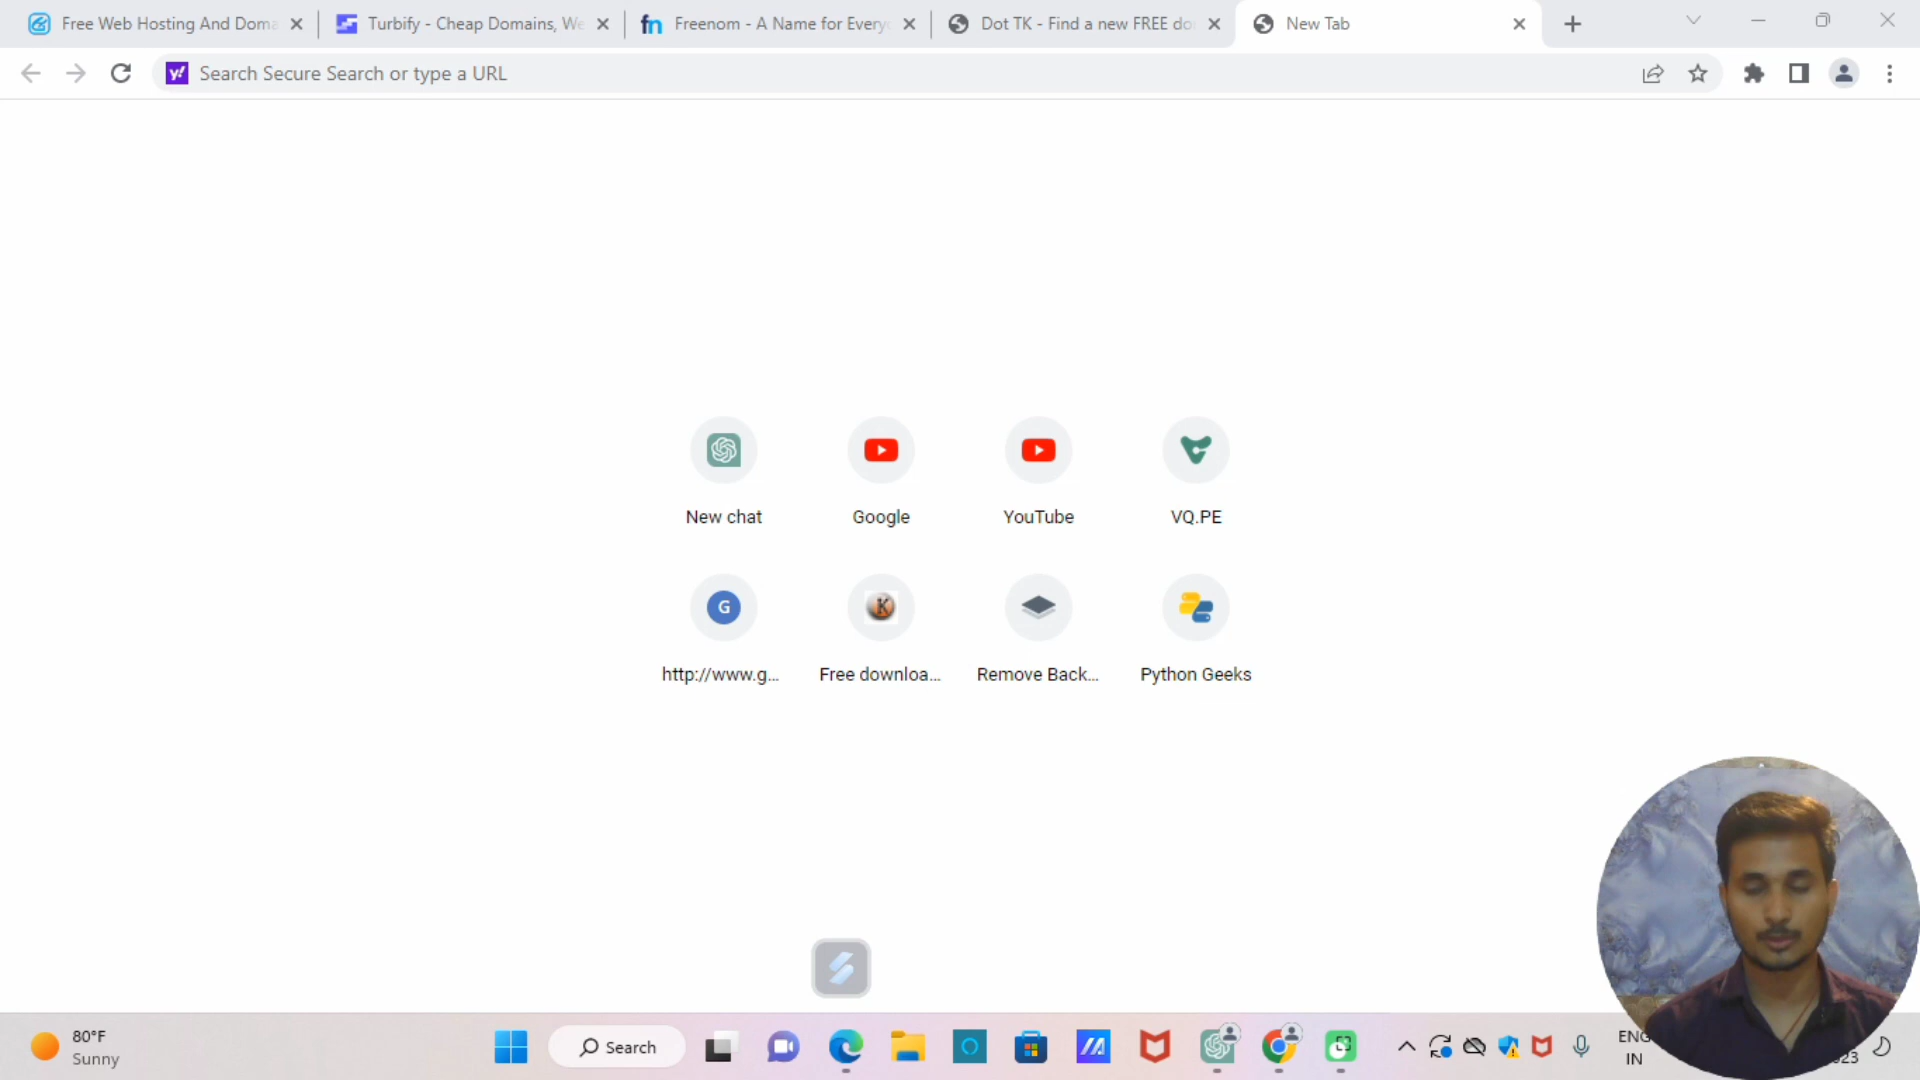 Free Web Hosting And Doma
Turbify - Cheap Domains, We
fn
Freenom - A Name for Every
Dot TK - Find a new FREE do
New Tab
y!
Search Secure Search or type a URL
New chat
Google
YouTube
VQ.PE
G
K
http://www.g...
Free downloa...
Remove Back...
Python Geeks
80°F
Sunny
Search
ENG
IN
23